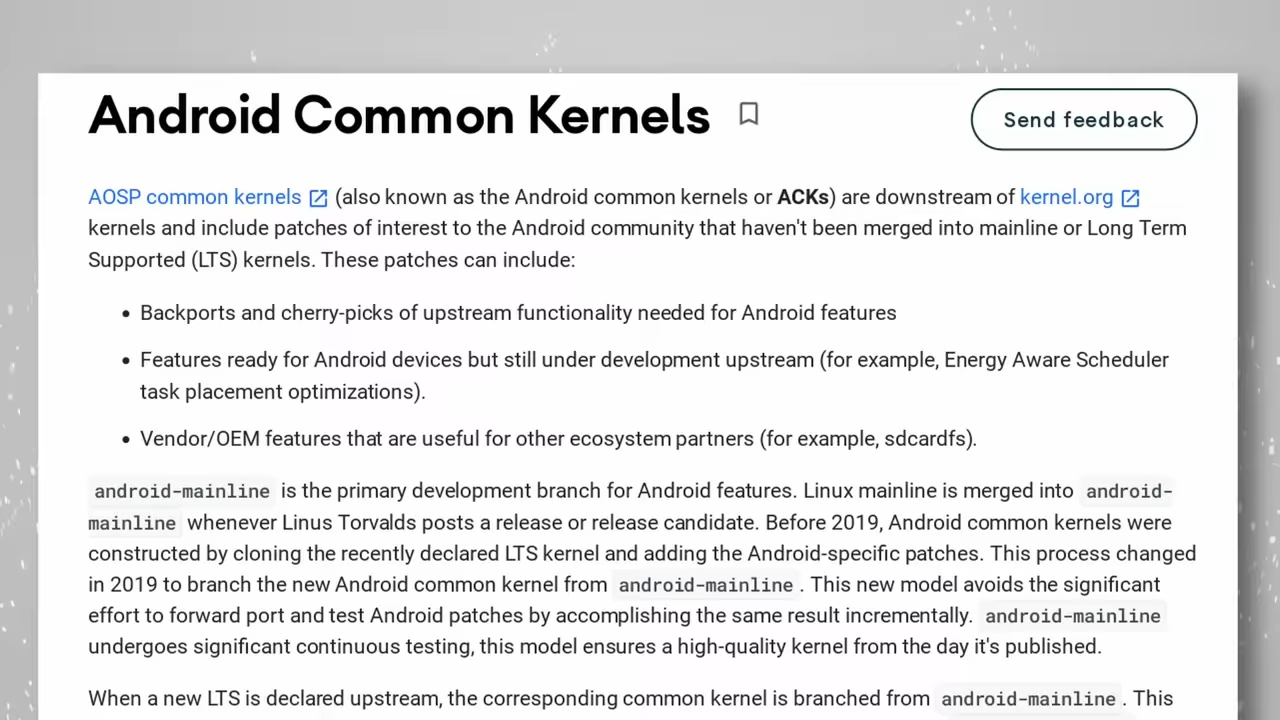 Android Common Kernels
Send feedback
AOSP common kernels (also known as the Android common kernels or ACKs) are downstream of kernel.org
kernels and include patches of interest to the Android community that haven't been merged into mainline or Long Term
Supported (LTS) kernels. These patches can include:
• Backports and cherry-picks of upstream functionality needed for Android features
• Features ready for Android devices but still under development upstream (for example, Energy Aware Scheduler
task placement optimizations).
• Vendor/OEM features that are useful for other ecosystem partners (for example, sdcardfs).
android-mainline is the primary development branch for Android features. Linux mainline is merged into android-
mainline whenever Linus Torvalds posts a release or release candidate. Before 2019, Android common kernels were
constructed by cloning the recently declared LTS kernel and adding the Android-specific patches. This process changed
in 2019 to branch the new Android common kernel from android-mainline . This new model avoids the significant
effort to forward port and test Android patches by accomplishing the same result incrementally. android-mainline
undergoes significant continuous testing, this model ensures a high-quality kernel from the day it's published.
When a new LTS is declared upstream, the corresponding common kernel is branched from android-mainline . This